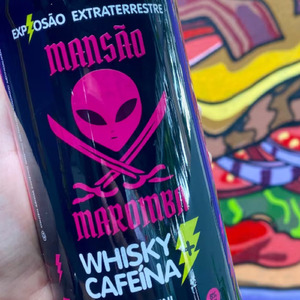 EXPLOSÃO EXTRATERRESTRE
MANSÃO
MAROMBA
WHISKY +
CAFEÍNA